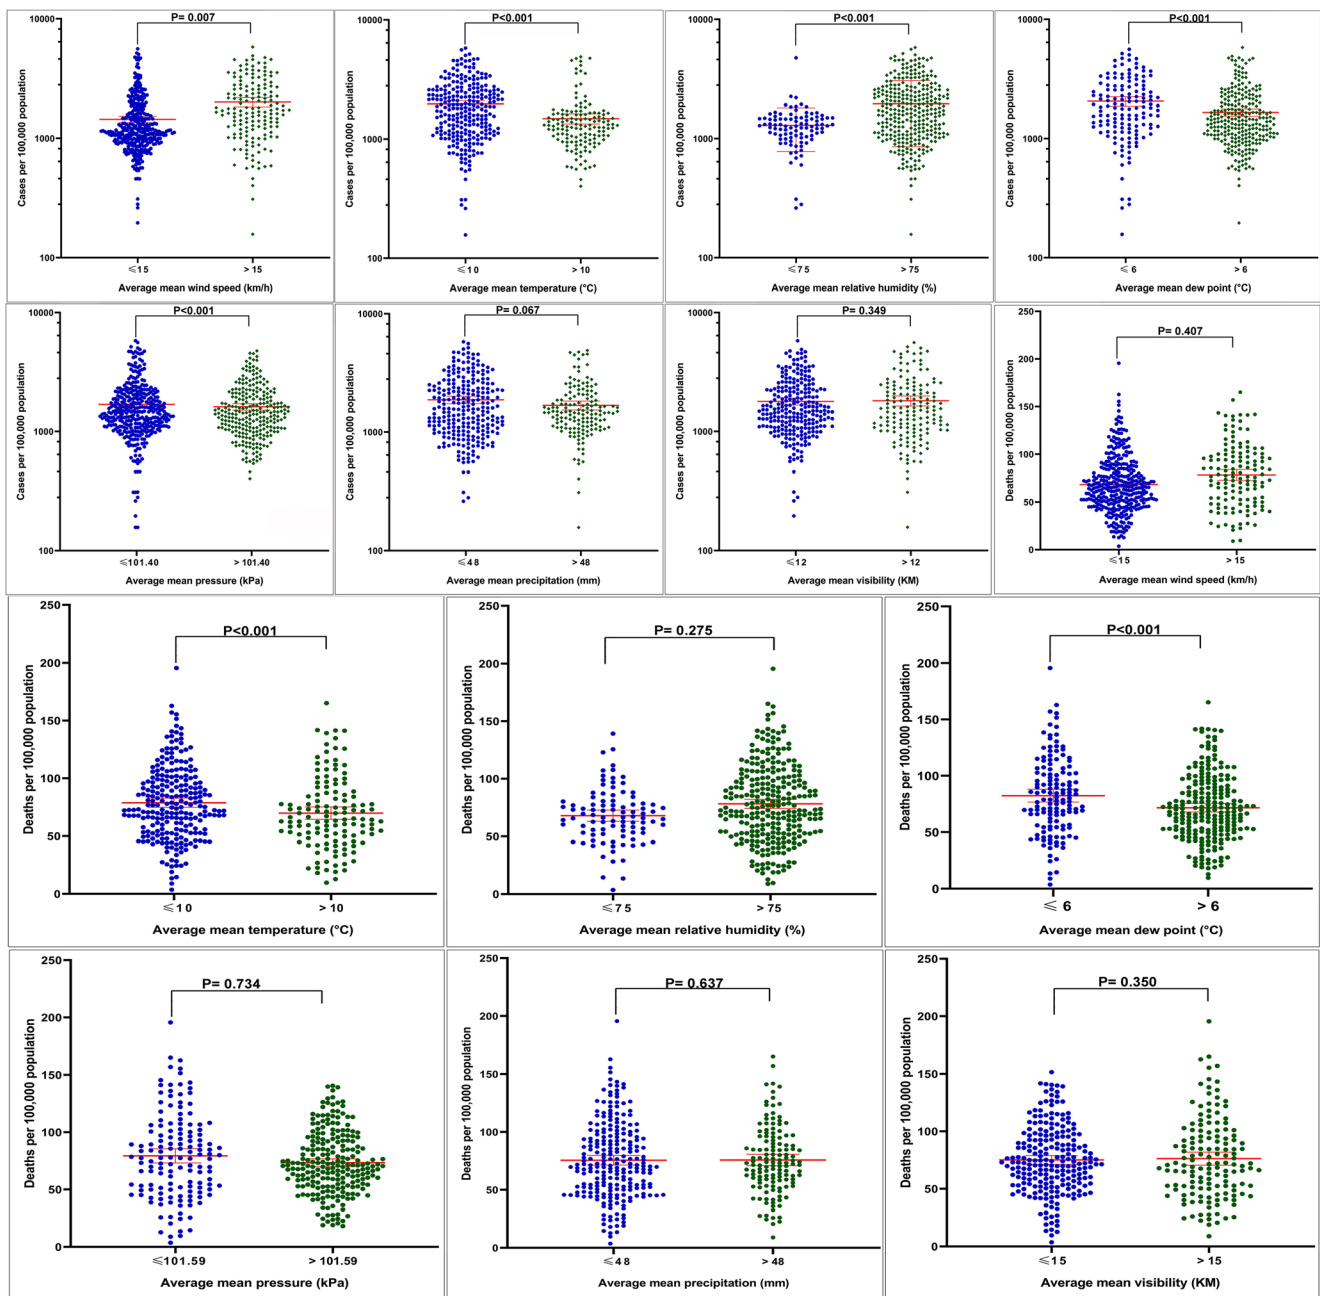 P= 0.007
10000
1000
100
Cases per 100,000 population
≤15
> 15
Average mean wind speed (km/h)
P<0.001
10000
1000
100
Cases per 100,000 population
≤10
> 10
Average mean temperature (°C)
P<0.001
10000
1000
100
Cases per 100,000 population
≤75
> 75
Average mean relative humidity (%)
P<0.001
10000
1000
100
Cases per 100,000 population
≤ 6
> 6
Average mean dew point (°C)
P<0.001
10000
1000
100
Cases per 100,000 population
≤101.40
> 101.40
Average mean pressure (kPa)
P= 0.067
10000
1000
100
Cases per 100,000 population
≤48
> 48
Average mean precipitation (mm)
P= 0.349
10000
1000
100
Cases per 100,000 population
≤12
> 12
Average mean visibility (KM)
P= 0.407
250
200
150
100
50
0
Deaths per 100,000 population
≤15
> 15
Average mean wind speed (km/h)
P<0.001
250
200
150
100
50
0
Deaths per 100,000 population
≤10
> 10
Average mean temperature (°C)
P= 0.275
250
200
150
100
50
0
Deaths per 100,000 population
≤75
> 75
Average mean relative humidity (%)
P<0.001
250
200
150
100
50
0
Deaths per 100,000 population
≤ 6
> 6
Average mean dew point (°C)
P= 0.734
250
200
150
100
50
0
Deaths per 100,000 population
≤101.59
> 101.59
Average mean pressure (kPa)
P= 0.637
250
200
150
100
50
0
Deaths per 100,000 population
≤48
> 48
Average mean precipitation (mm)
P= 0.350
250
200
150
100
50
0
Deaths per 100,000 population
≤15
> 15
Average mean visibility (KM)